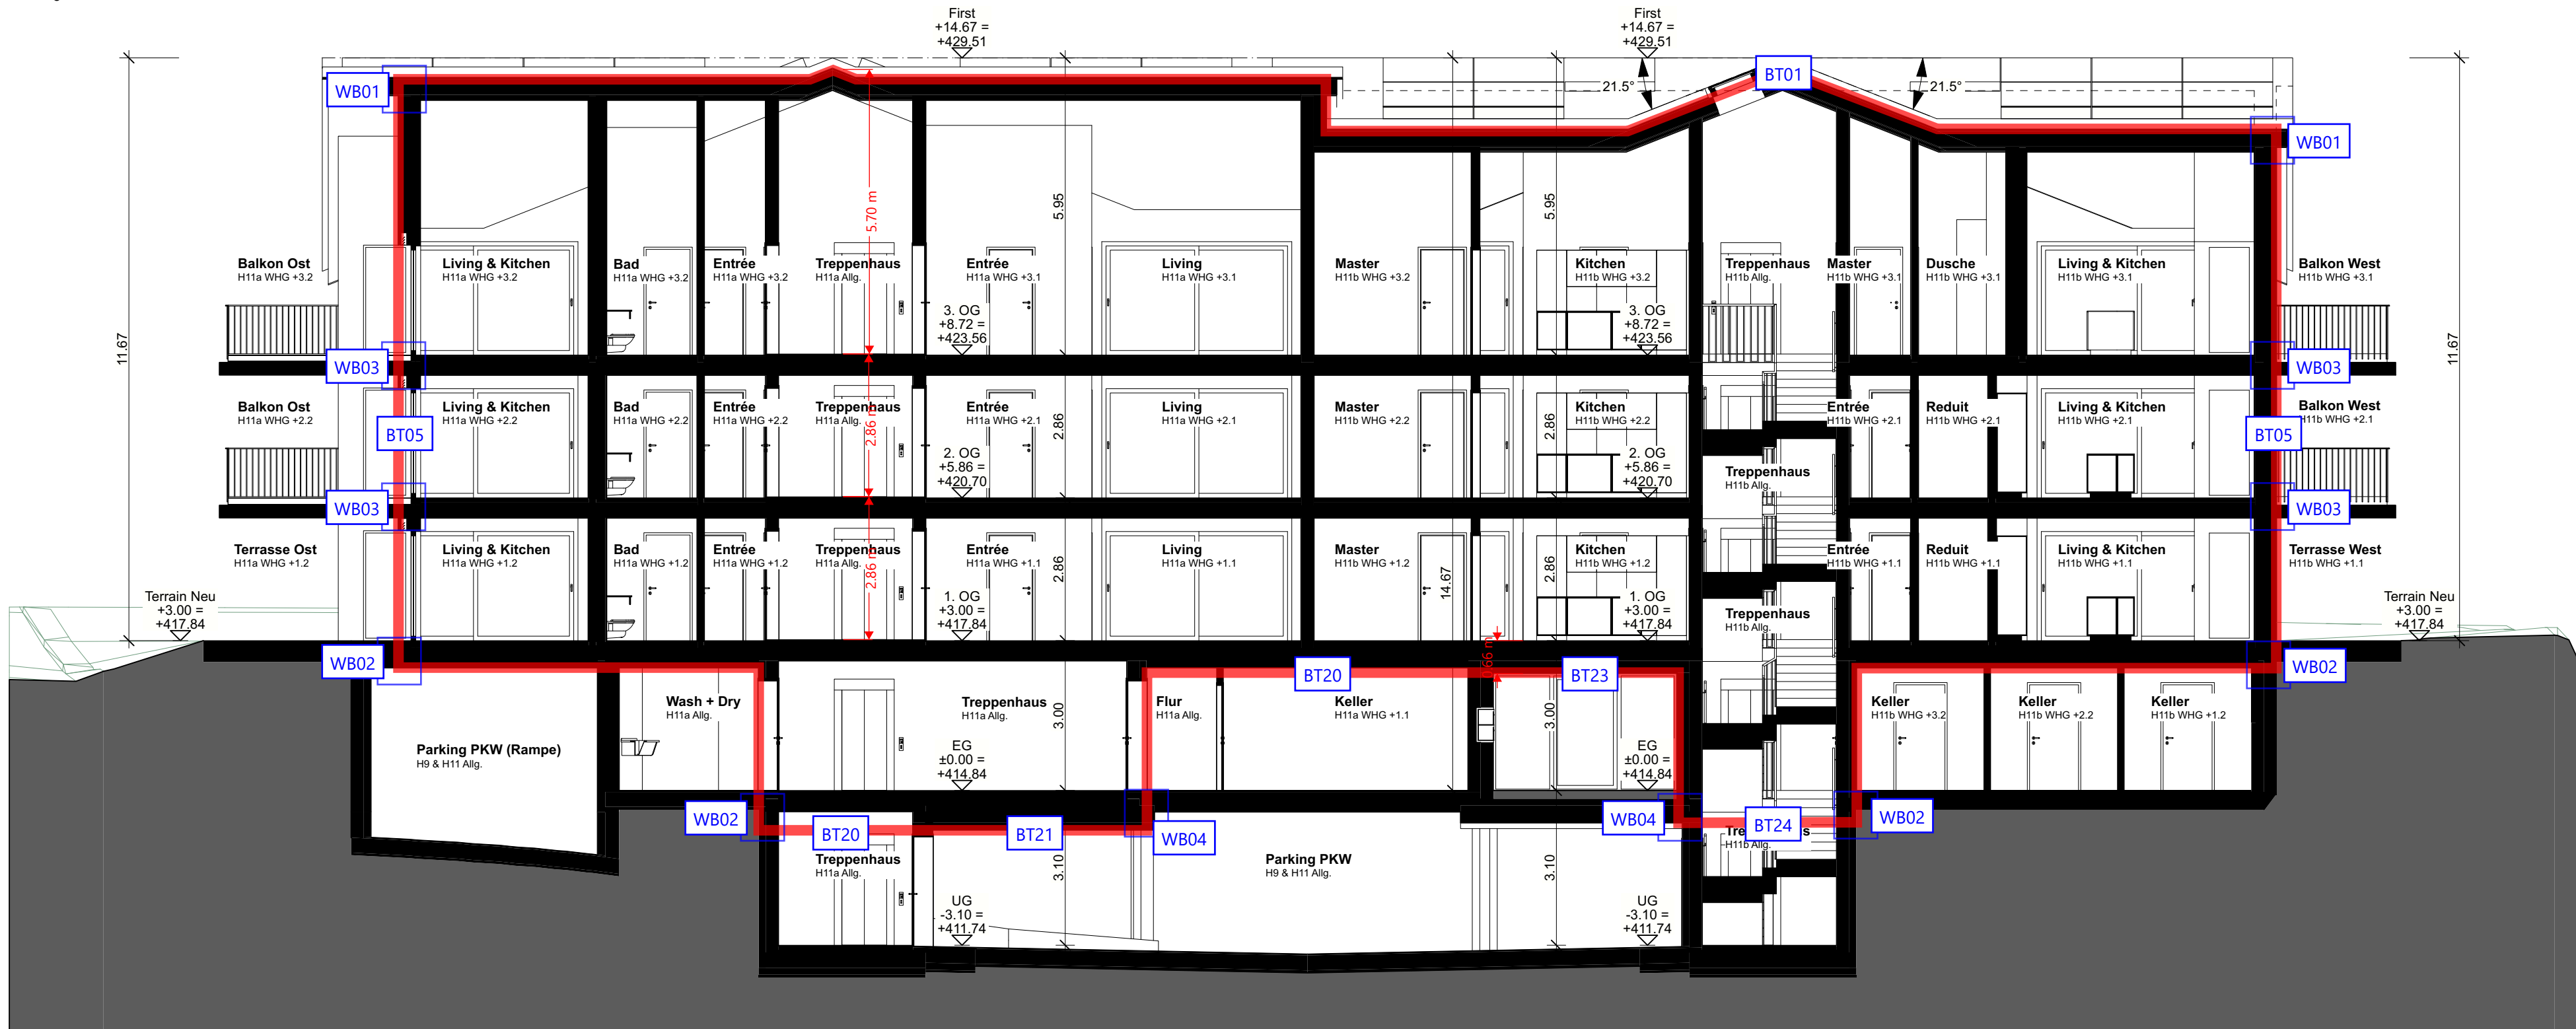 First
+14.67 =
+429.51
First
+14.67 =
+429.51
WB01
BT01
21.5°
21.5°
WB01
5.70 m
5.95
5.95
11.67
11.67
Balkon Ost
H11a WHG +3.2
Living & Kitchen
H11a WHG +3.2
Bad
H11a WHG +3.2
Entrée
H11a WHG +3.2
Treppenhaus
H11a Allg.
Entrée
H11a WHG +3.1
Living
H11a WHG +3.1
Master
H11b WHG +3.2
Kitchen
H11b WHG +3.2
Treppenhaus
H11b Allg.
Master
H11b WHG +3.1
Dusche
H11b WHG +3.1
Living & Kitchen
H11b WHG +3.1
Balkon West
H11b WHG +3.1
3. OG
+8.72 =
+423.56
3. OG
+8.72 =
+423.56
WB03
WB03
Balkon Ost
H11a WHG +2.2
BT05
Living & Kitchen
H11a WHG +2.2
Bad
H11a WHG +2.2
Entrée
H11a WHG +2.2
Treppenhaus
H11a Allg.
2.86 m
Entrée
H11a WHG +2.1
2.86
Living
H11a WHG +2.1
Master
H11b WHG +2.2
2.86
Kitchen
H11b WHG +2.2
Entrée
H11b WHG +2.1
Reduit
H11b WHG +2.1
Living & Kitchen
H11b WHG +2.1
BT05
Balkon West
H11b WHG +2.1
2. OG
+5.86 =
+420.70
2. OG
+5.86 =
+420.70
Treppenhaus
H11b Allg.
WB03
WB03
Terrasse Ost
H11a WHG +1.2
Living & Kitchen
H11a WHG +1.2
Bad
H11a WHG +1.2
Entrée
H11a WHG +1.2
Treppenhaus
H11a Allg.
2.86 m
Entrée
H11a WHG +1.1
2.86
Living
H11a WHG +1.1
Master
H11b WHG +1.2
14.67
2.86
Kitchen
H11b WHG +1.2
Entrée
H11b WHG +1.1
Reduit
H11b WHG +1.1
Living & Kitchen
H11b WHG +1.1
Terrasse West
H11b WHG +1.1
Terrain Neu
+3.00 =
+417.84
1. OG
+3.00 =
+417.84
1. OG
+3.00 =
+417.84
Treppenhaus
H11b Allg.
Terrain Neu
+3.00 =
+417.84
WB02
BT20
BT23
WB02
Wash + Dry
H11a Allg.
Treppenhaus
H11a Allg.
3.00
Flur
H11a Allg.
Keller
H11a WHG +1.1
3.00
Keller
H11b WHG +3.2
Keller
H11b WHG +2.2
Keller
H11b WHG +1.2
Parking PKW (Rampe)
H9 & H11 Allg.
EG
±0.00 =
+414.84
EG
±0.00 =
+414.84
WB02
BT20
BT21
WB04
WB04
BT24
WB02
H11b Allg.
Treppenhaus
H11a Allg.
3.10
Parking PKW
H9 & H11 Allg.
3.10
UG
-3.10 =
+411.74
UG
-3.10 =
+411.74